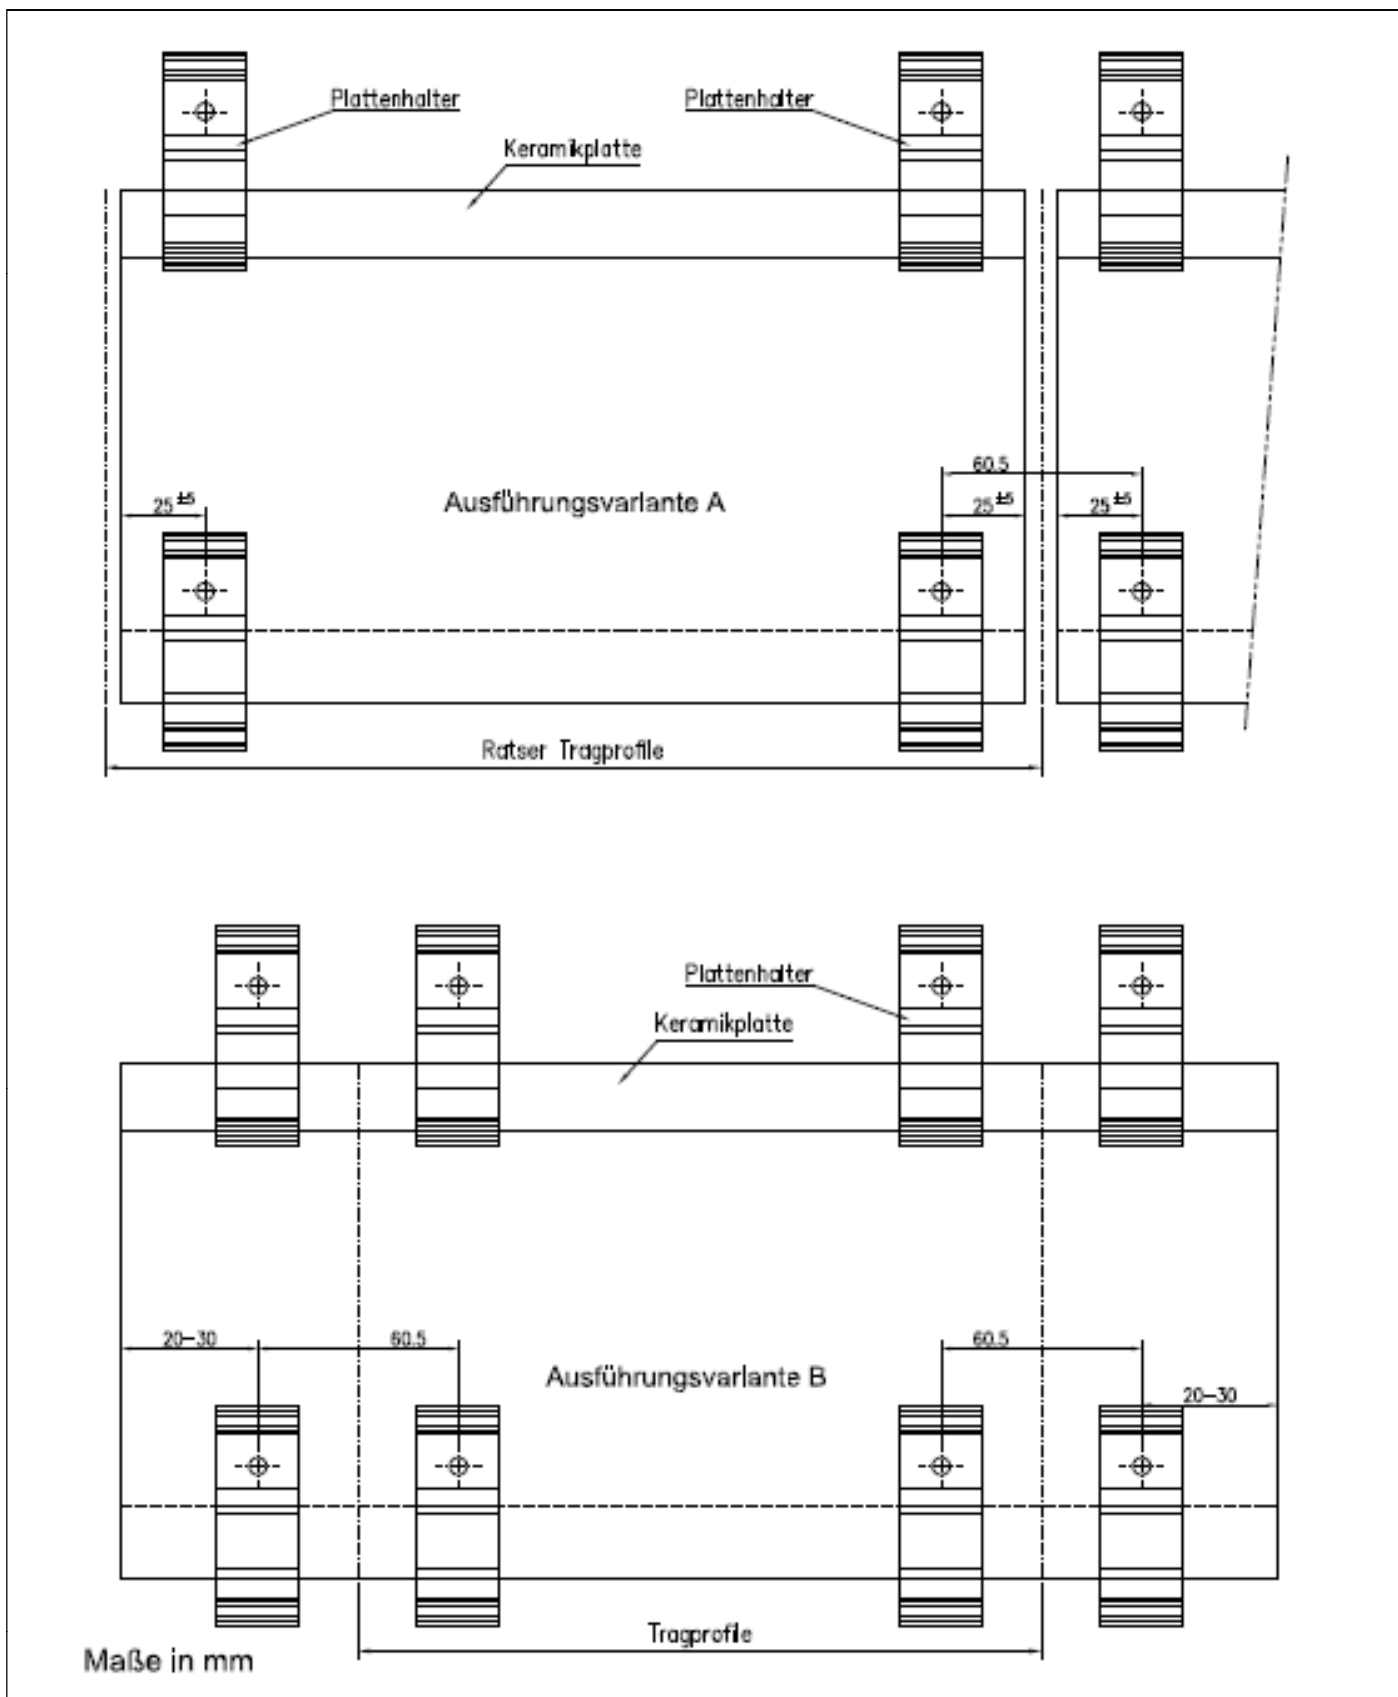 Plattenhalter
Plattenhalter
Keramikplatte
60.5
25 ±5
Ausführungsvarlante A
25 ±5
25 ±5
Ratser Tragprofile
Plattenhalter
Keramikplatte
20-30
60.5
60.5
Ausführungsvarlante B
20-30
Tragprofile
Maße in mm